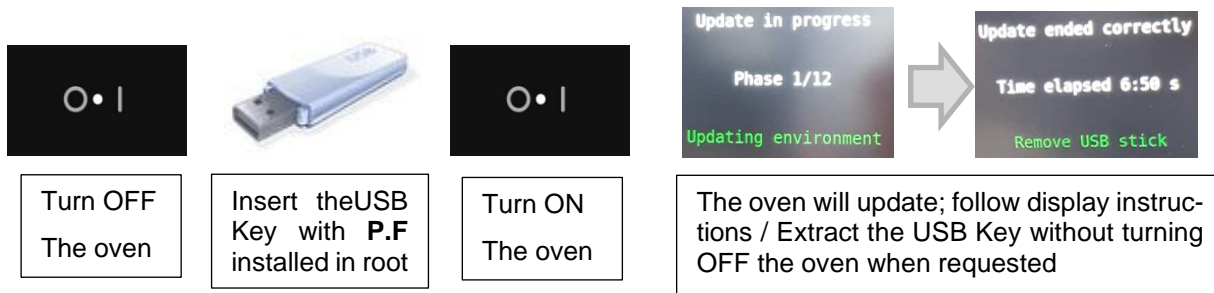 Update in progress
Phase 1/12
Updating environment
Update ended correctly
Time elapsed 6:50 s
Remove USB stick
O • I
USB
O • I
Turn OFF
The oven
Insert theUSB
Key with P.F
installed in root
Turn ON
The oven
The oven will update; follow display instruc-
tions / Extract the USB Key without turning
OFF the oven when requested